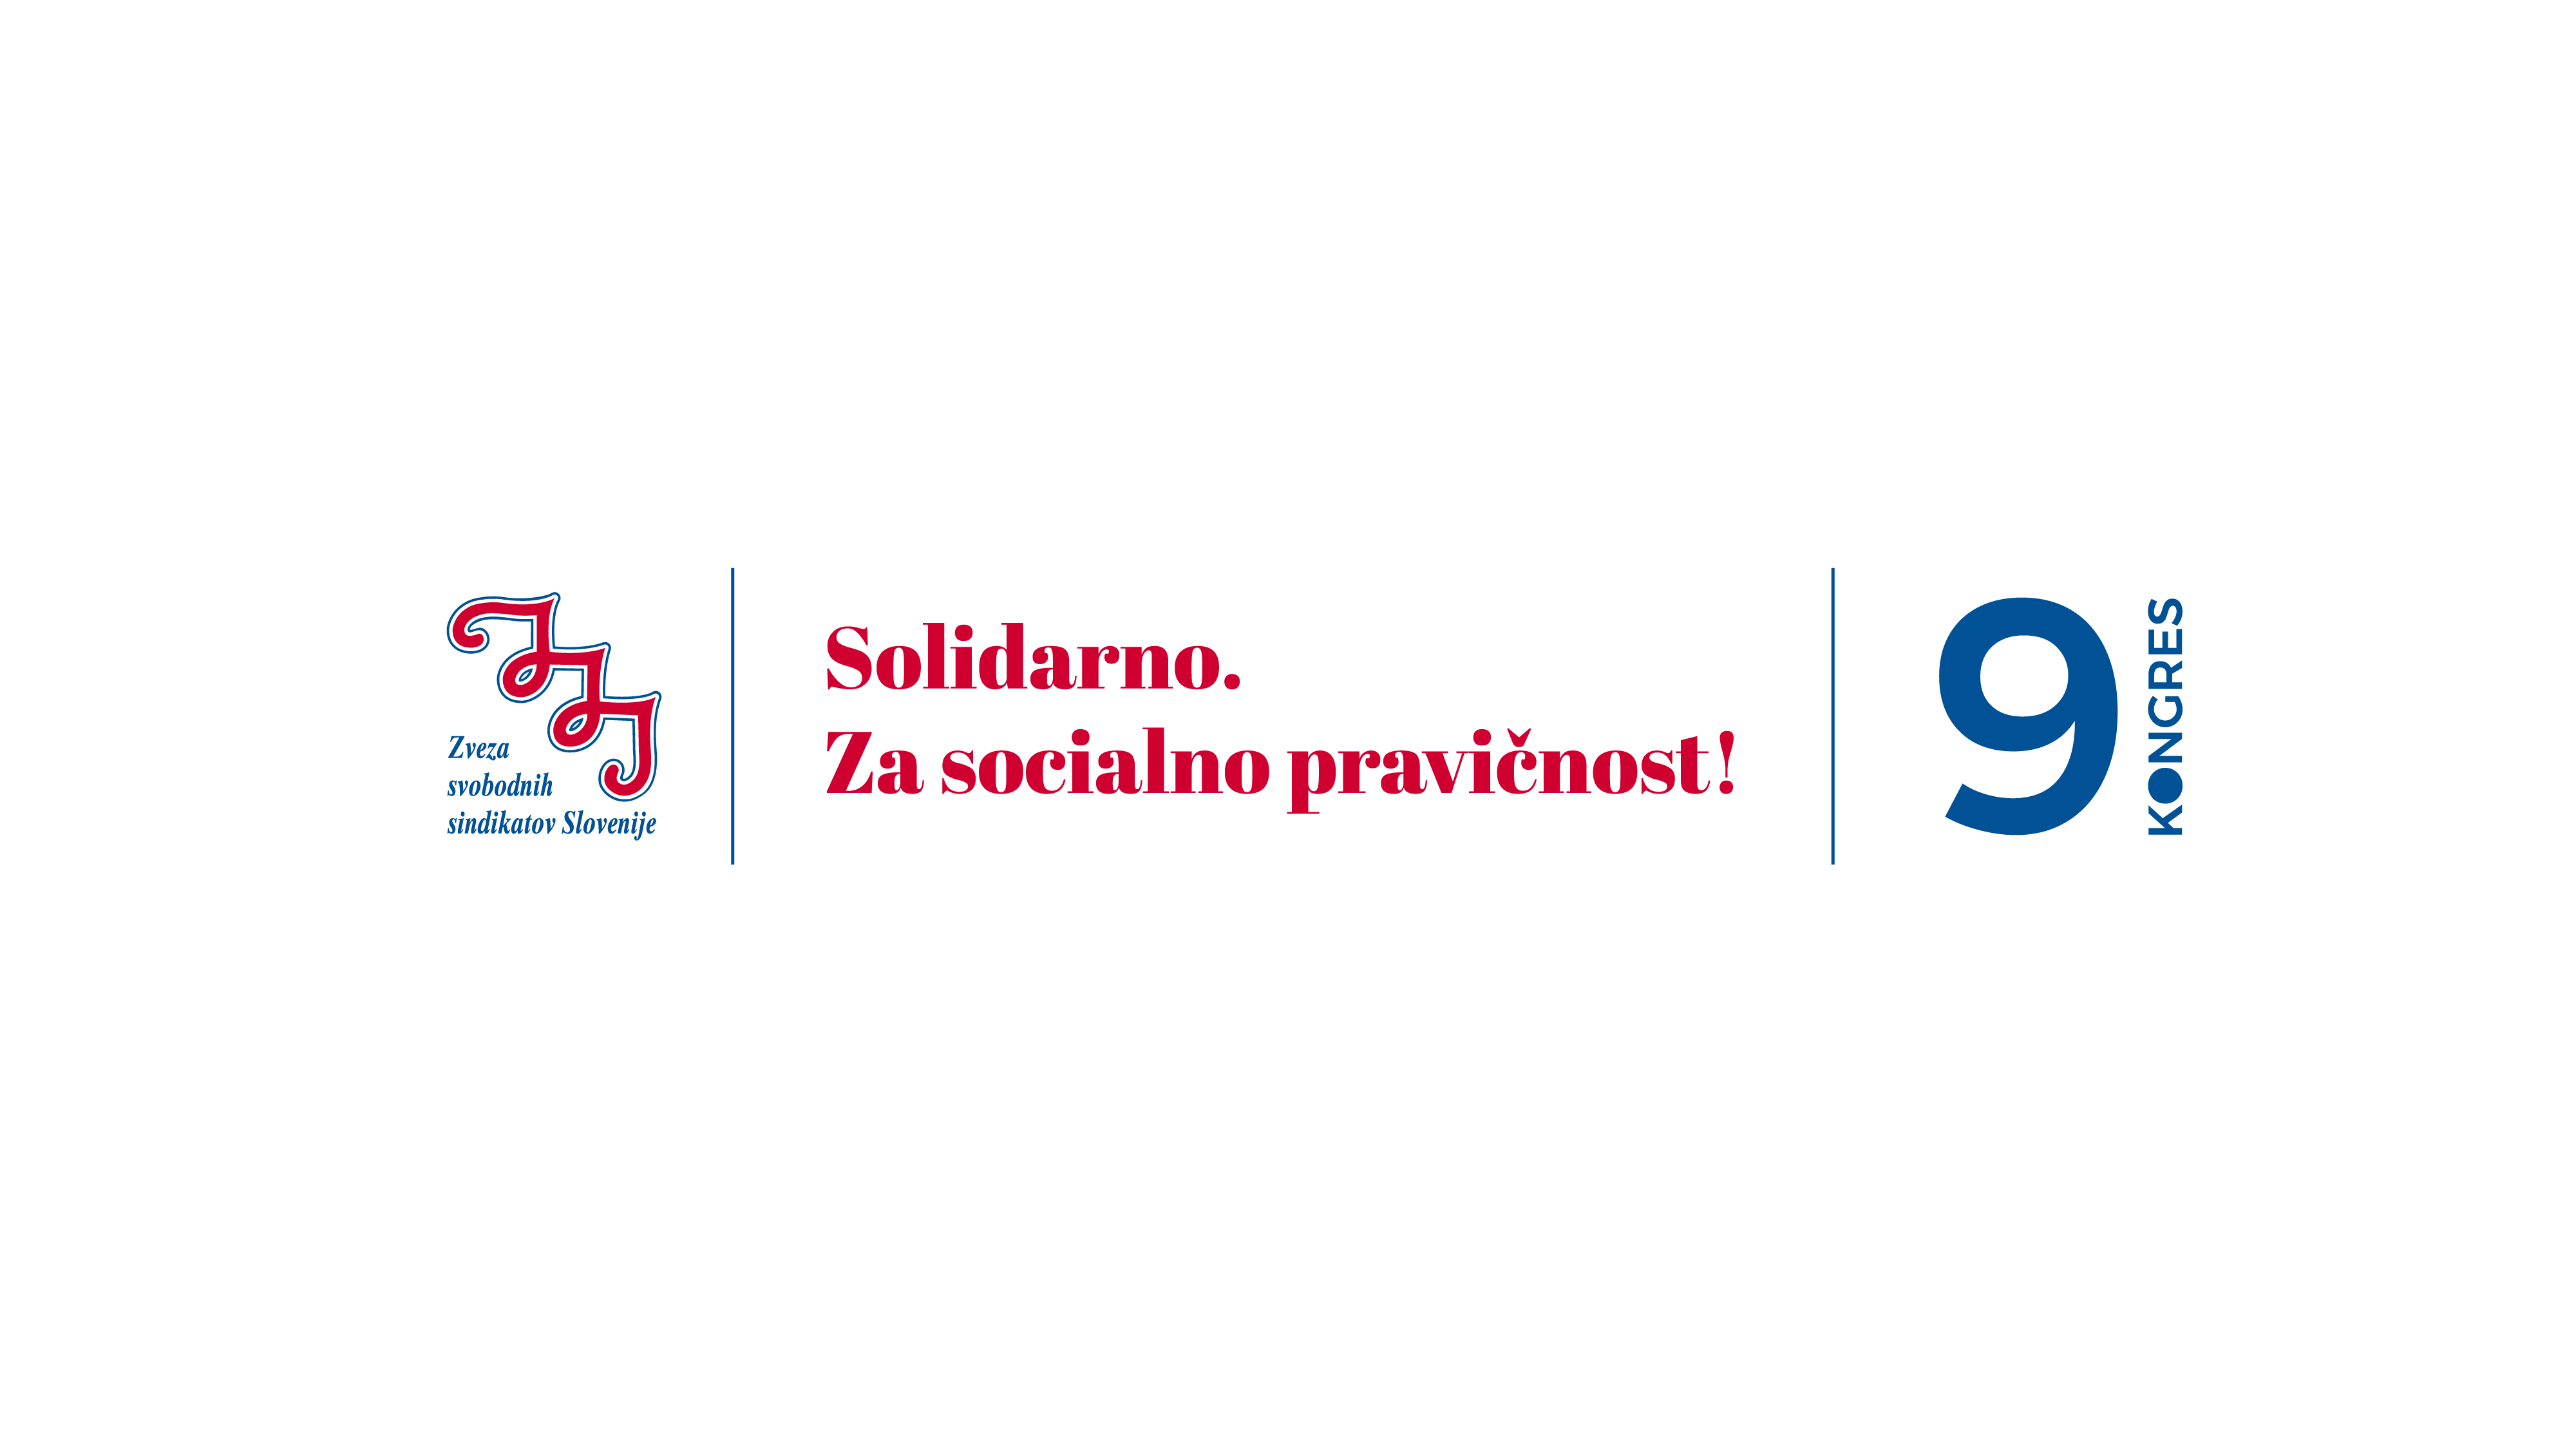 Zveza
svobodnih
sindikatov Slovenije
Solidarno.
Za socialno pravičnost!
9
KONGRES